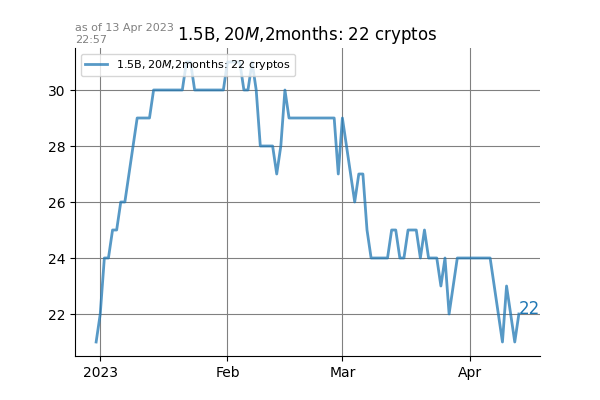 as of 13 Apr 2023
22:57
1.5B, 20M,2months: 22 cryptos
1.5B, 20M,2months: 22 cryptos
30
28
26
24
22
22
2023
Feb
Mar
Apr